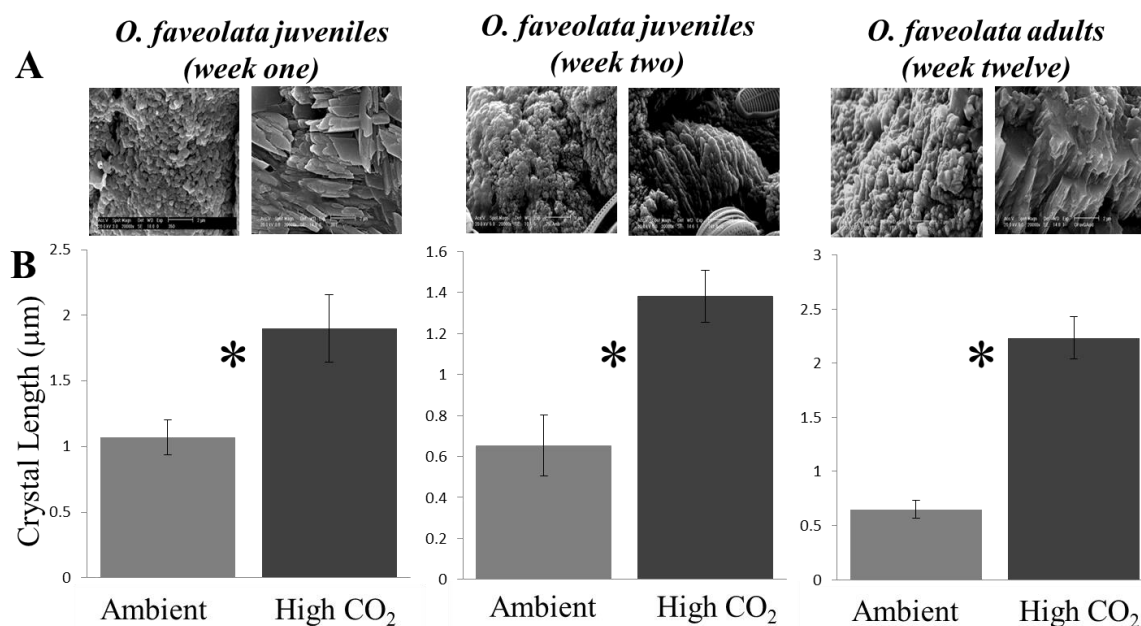 O. faveolata juveniles
(week one)
O. faveolata juveniles
(week two)
O. faveolata adults
(week twelve)
A
B
Crystal Length (µm)
2.5
2
1.5
1
0.5
0
*
Ambient
High CO₂
1.6
1.4
1.2
1
0.8
0.6
0.4
0.2
0
*
Ambient
High CO₂
3
2.5
2
1.5
1
0.5
0
*
Ambient
High CO₂